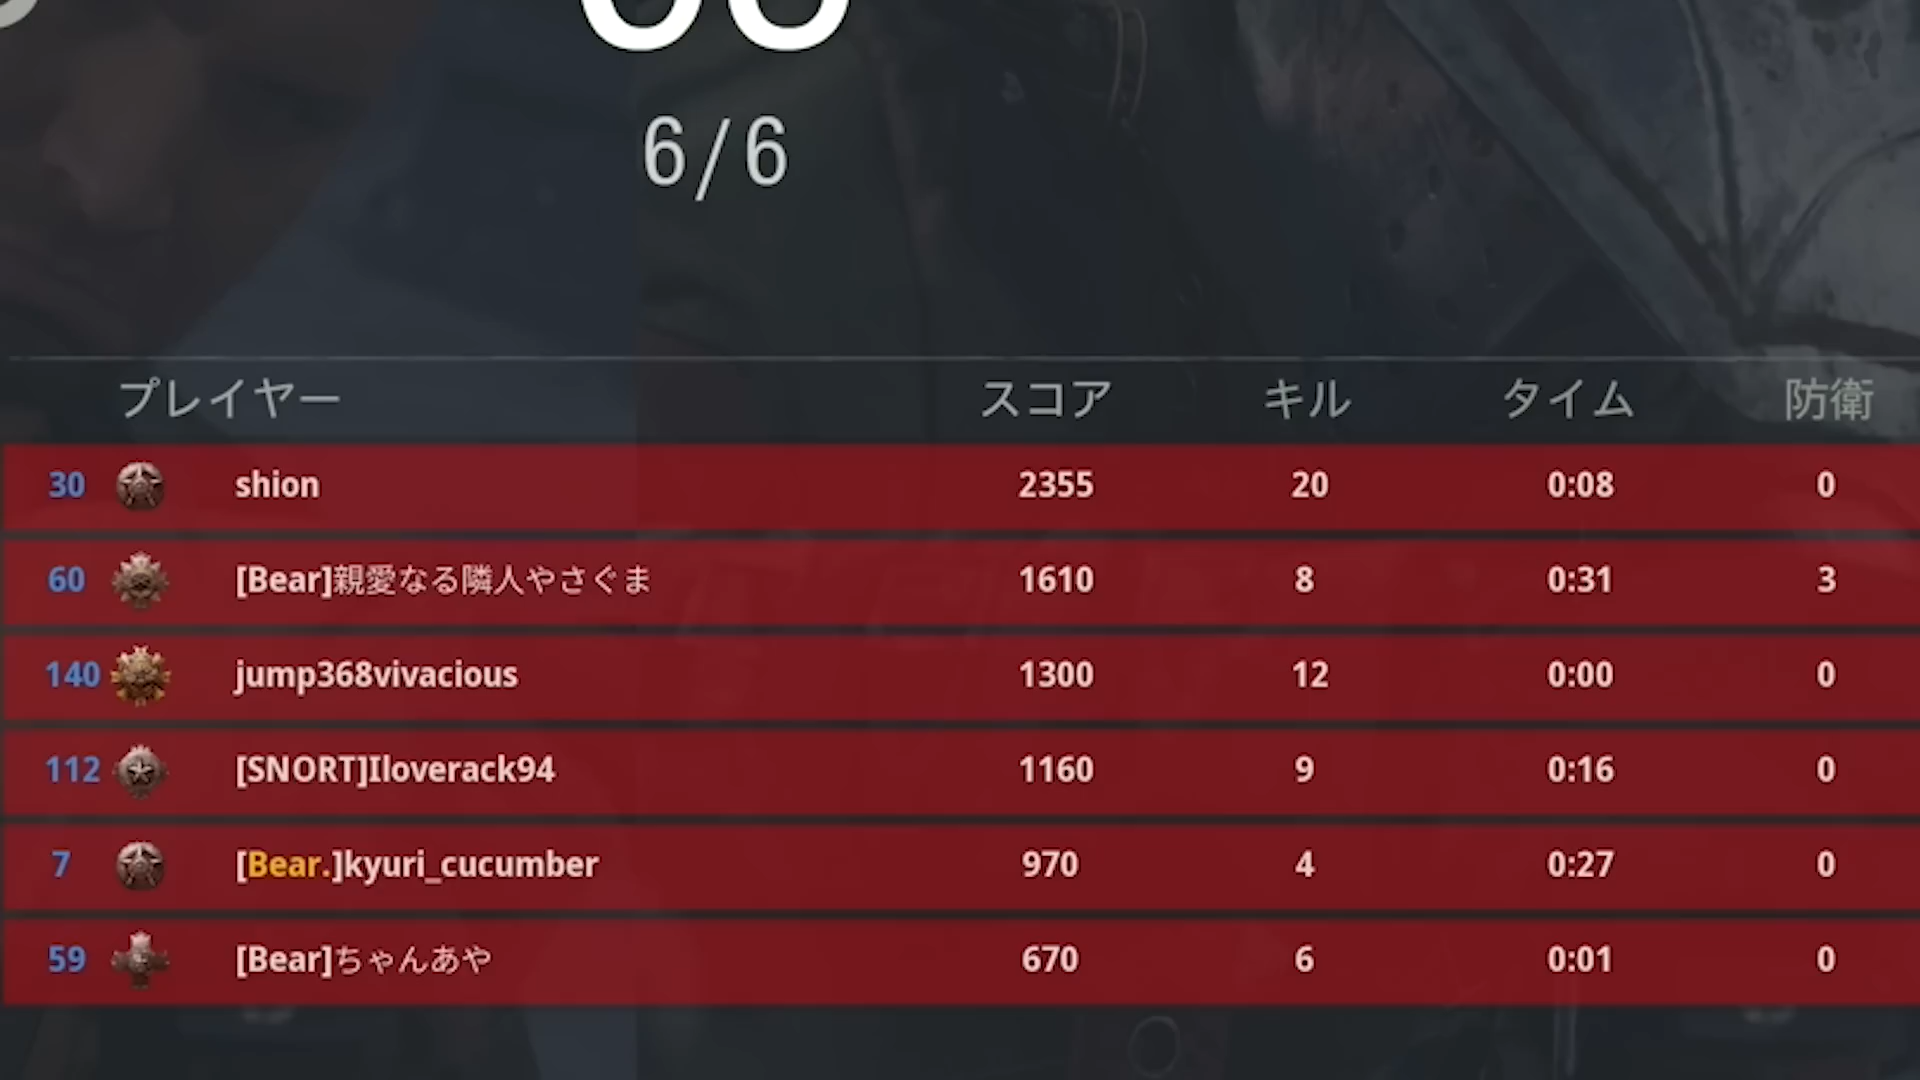 6/6
プレイヤー スコア キル タイム 防衛
30 shion 2355 20 0:08 0
60 [Bear]親愛なる隣人やさぐま 1610 8 0:31 3
140 jump368vivacious 1300 12 0:00 0
112 [SNORT]Iloverack94 1160 9 0:16 0
7 [Bear.]kyuri_cucumber 970 4 0:27 0
59 [Bear]ちゃんあや 670 6 0:01 0